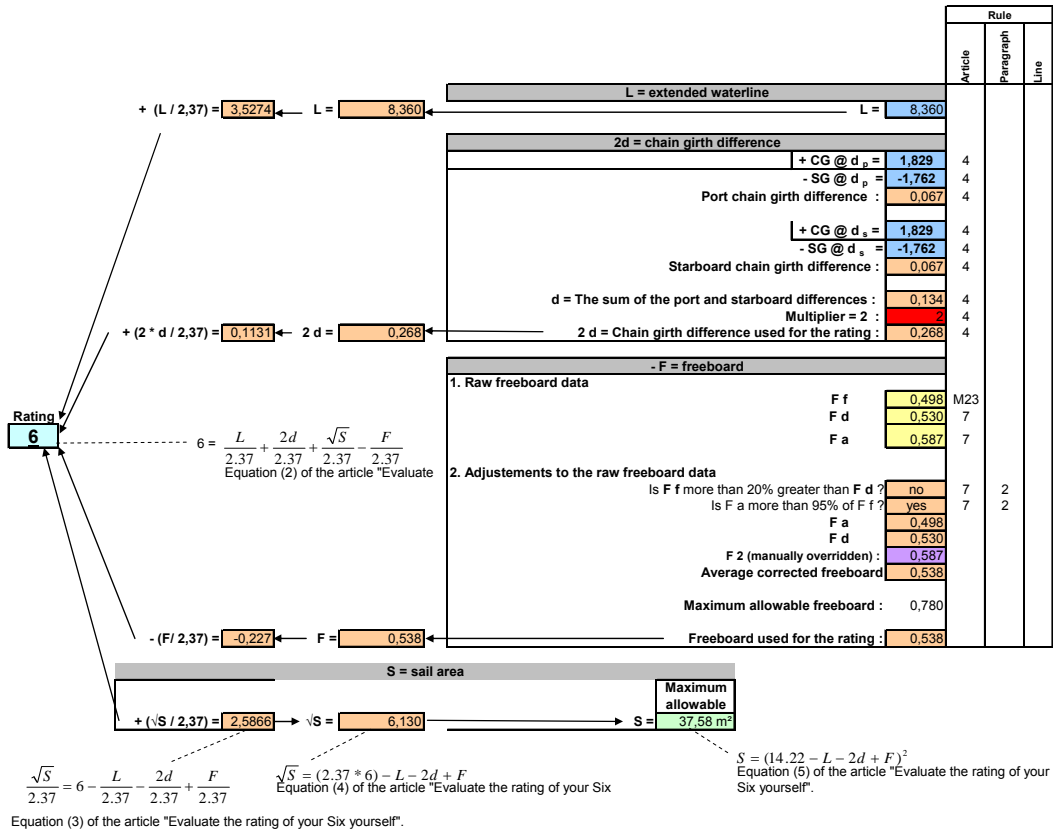 Rule
Article
Paragraph
Line
L = extended waterline
+ (L / 2,37) = 3,5274 L = 8,360 L = 8,360
2d = chain girth difference
+ CG @ d p = 1,829 4
- SG @ d p = -1,762 4
Port chain girth difference : 0,067 4
+ CG @ d s = 1,829 4
- SG @ d s = -1,762 4
Starboard chain girth difference : 0,067 4
d = The sum of the port and starboard differences : 0,134 4
Multiplier = 2 : 2 4
+(2 * d / 2,37) = 0,1131 2 d = 0,268 2 d = Chain girth difference used for the rating : 0,268 4
- F = freeboard
1. Raw freeboard data
F f 0,498 M23
F d 0,530 7
F a 0,587 7
Rating
6
6 = L/2.37 + 2d/2.37 + √S/2.37 - F/2.37
Equation (2) of the article "Evaluate
2. Adjustements to the raw freeboard data
Is F f more than 20% greater than F d ? no 7 2
Is F a more than 95% of F f ? yes 7 2
F a 0,498
F d 0,530
F 2 (manually overridden) : 0,587
Average corrected freeboard 0,538
Maximum allowable freeboard : 0,780
- (F/ 2,37) = -0,227 F = 0,538 Freeboard used for the rating : 0,538
S = sail area
Maximum
allowable
+ (√S / 2,37) = 2,5866 √S = 6,130 S = 37,58 m²
√S/2.37 = 6 - L/2.37 - 2d/2.37 + F/2.37
Equation (3) of the article "Evaluate the rating of your Six yourself".
√S = (2.37 * 6) - L - 2d + F
Equation (4) of the article "Evaluate the rating of your Six
S = (14.22 - L - 2d + F)²
Equation (5) of the article "Evaluate the rating of your
Six yourself".